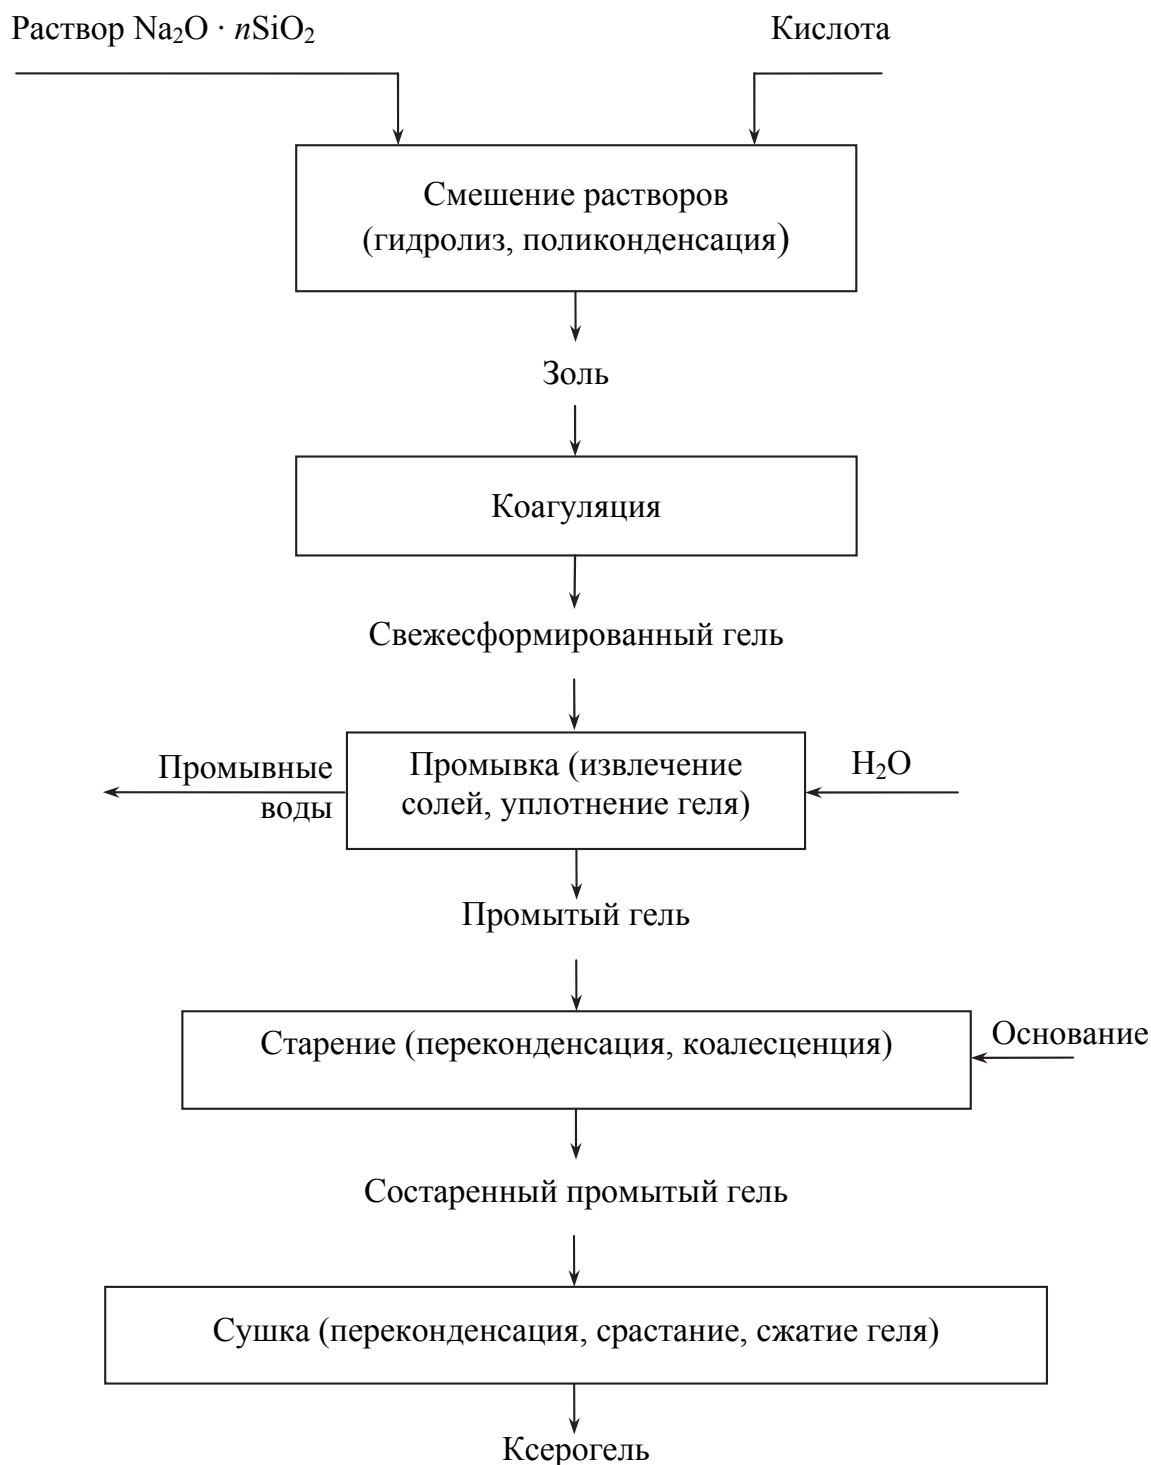 Раствор Na₂O · nSiO₂
Кислота
Смешение растворов
(гидролиз, поликонденсация)
Золь
Коагуляция
Свежесформированный гель
Промывные
воды
Промывка (извлечение
солей, уплотнение геля)
H₂O
Промытый гель
Старение (переконденсация, коалесценция)
Основание
Состаренный промытый гель
Сушка (переконденсация, срастание, сжатие геля)
Ксерогель